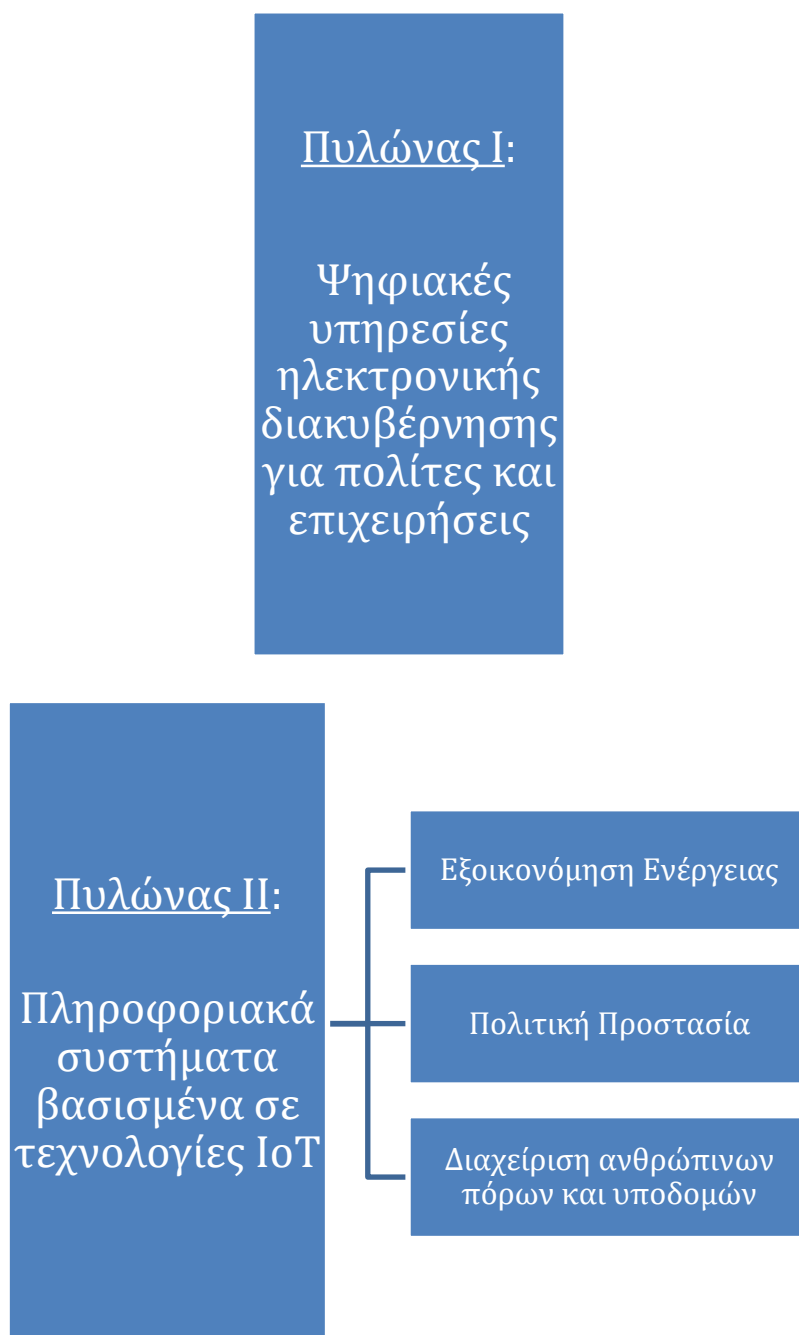 Πυλώνας I:
Ψηφιακές
υπηρεσίες
ηλεκτρονικής
διακυβέρνησης
για πολίτες και
επιχειρήσεις
Πυλώνας II:
Πληροφοριακά
συστήματα
βασισμένα σε
τεχνολογίες IoT
Εξοικονόμηση Ενέργειας
Πολιτική Προστασία
Διαχείριση ανθρώπινων
πόρων και υποδομών